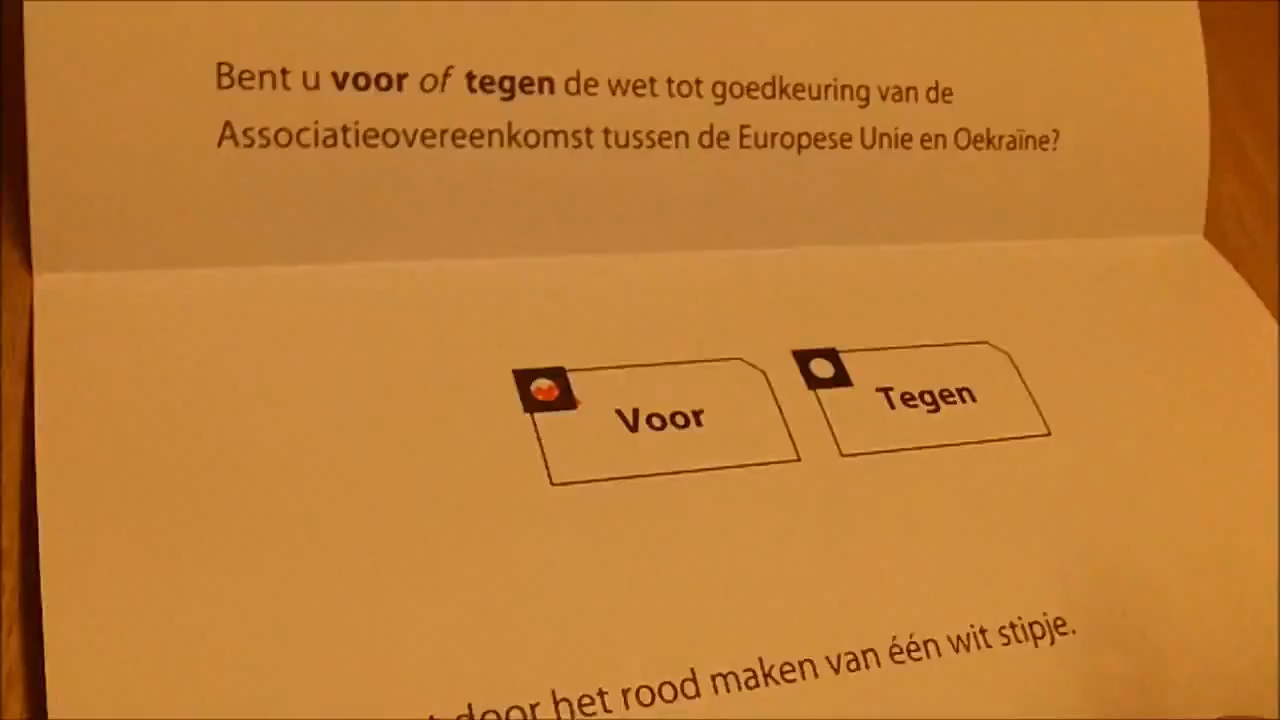 Bent u voor of tegen de wet tot goedkeuring van de
Associatieovereenkomst tussen de Europese Unie en Oekraïne?
Voor
Tegen
door het rood maken van één wit stipje.